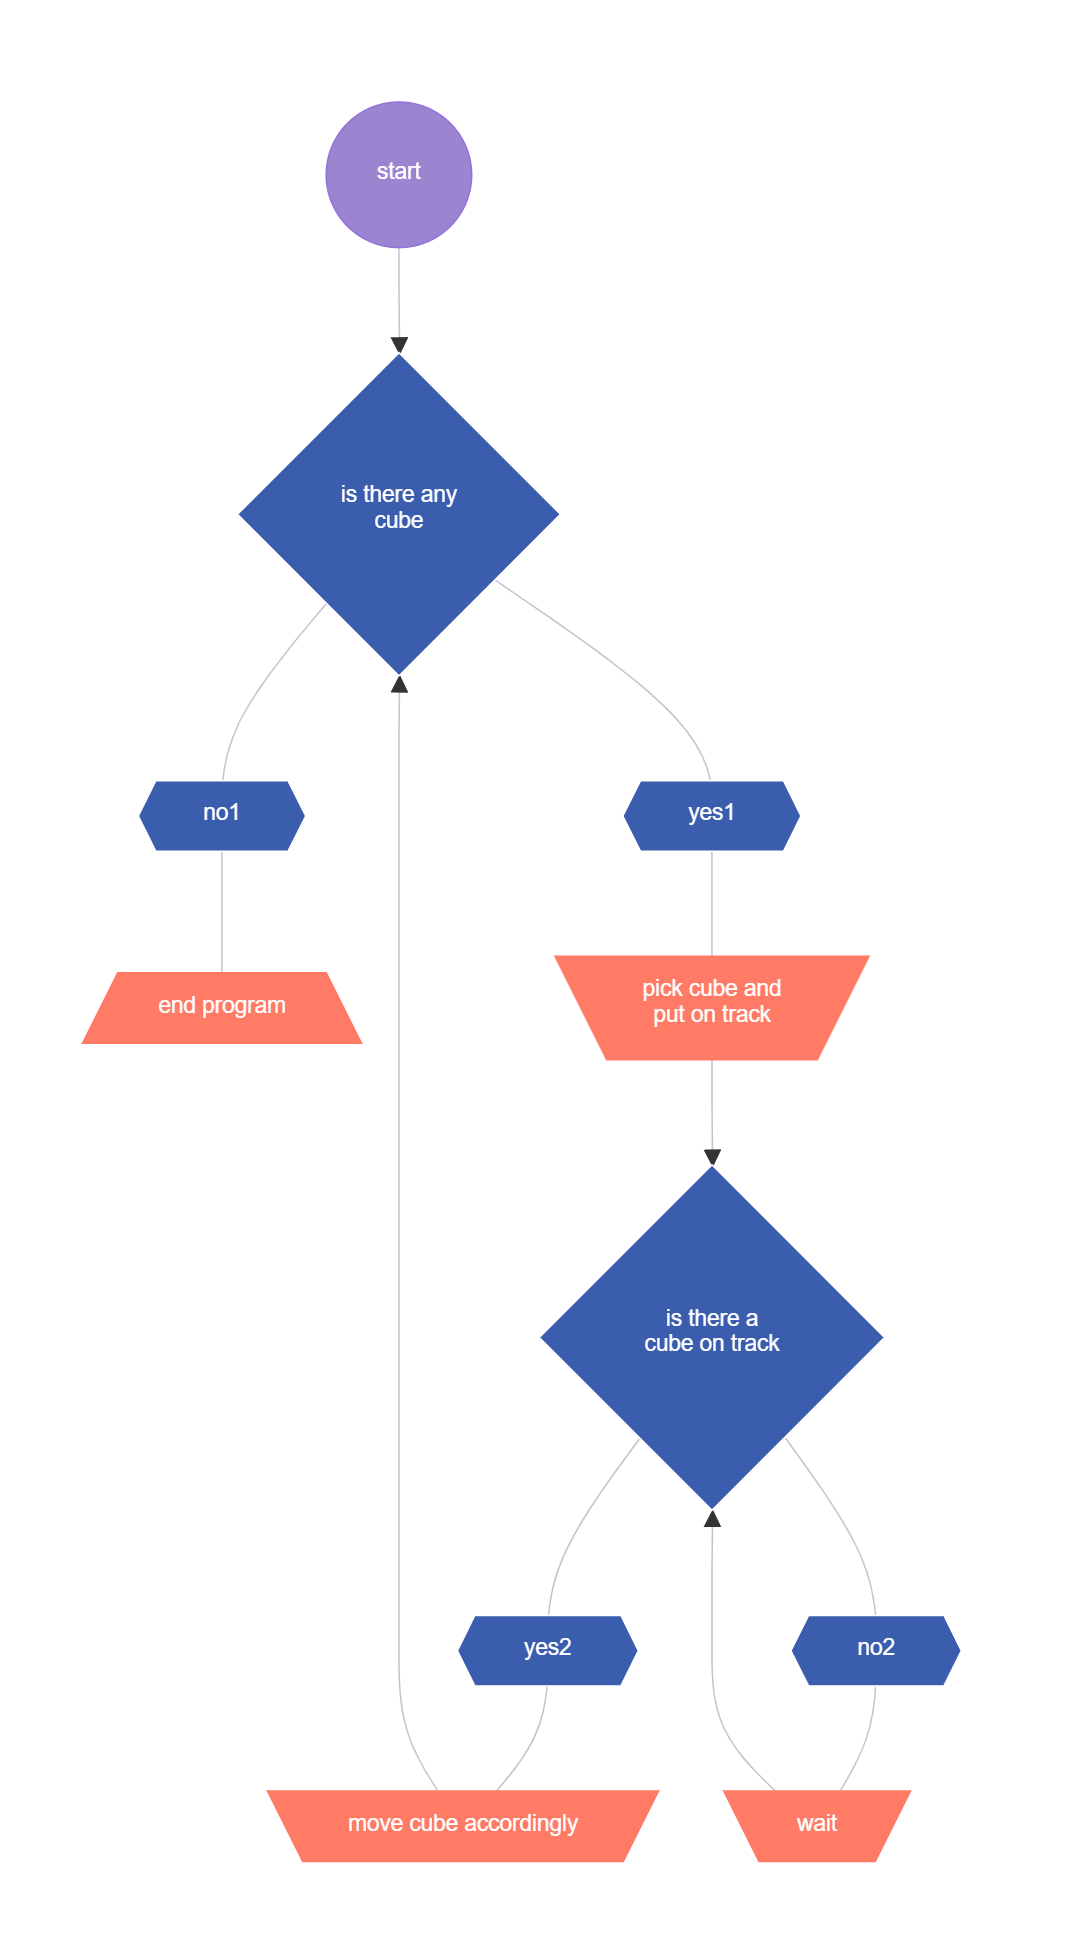 start
is there any
cube
no1
yes1
end program
pick cube and
put on track
is there a
cube on track
yes2
no2
move cube accordingly
wait